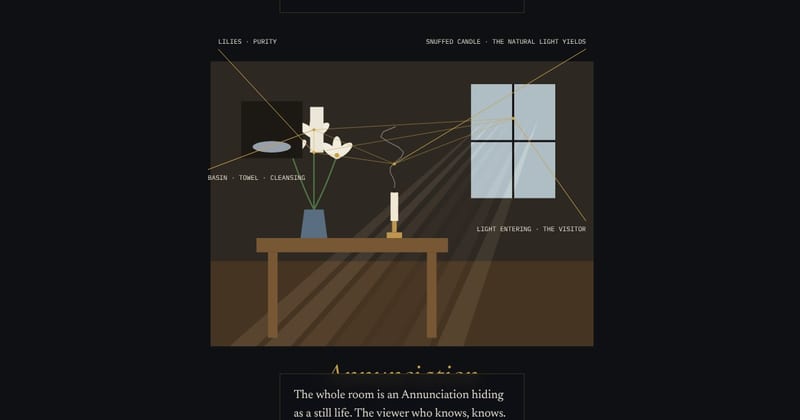 LILIES · PURITY
SNUFFED CANDLE · THE NATURAL LIGHT YIELDS
BASIN · TOWEL · CLEANSING
LIGHT ENTERING · THE VISITOR
Annunciation
The whole room is an Annunciation hiding
as a still life. The viewer who knows, knows.